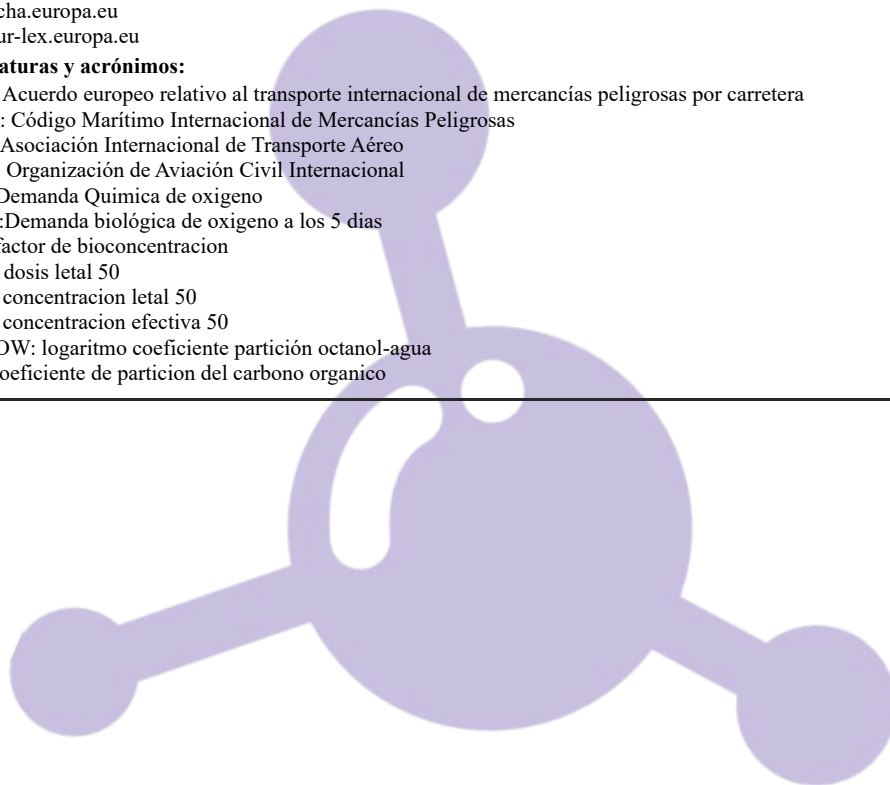 cha.europa.eu
ur-lex.europa.eu
aturas y acrónimos:
Acuerdo europeo relativo al transporte internacional de mercancías peligrosas por carretera
: Código Marítimo Internacional de Mercancías Peligrosas
Asociación Internacional de Transporte Aéreo
Organización de Aviación Civil Internacional
Demanda Quimica de oxigeno
:Demanda biológica de oxigeno a los 5 dias
factor de bioconcentracion
dosis letal 50
concentracion letal 50
concentracion efectiva 50
OW: logaritmo coeficiente partición octanol-agua
oeficiente de particion del carbono organico